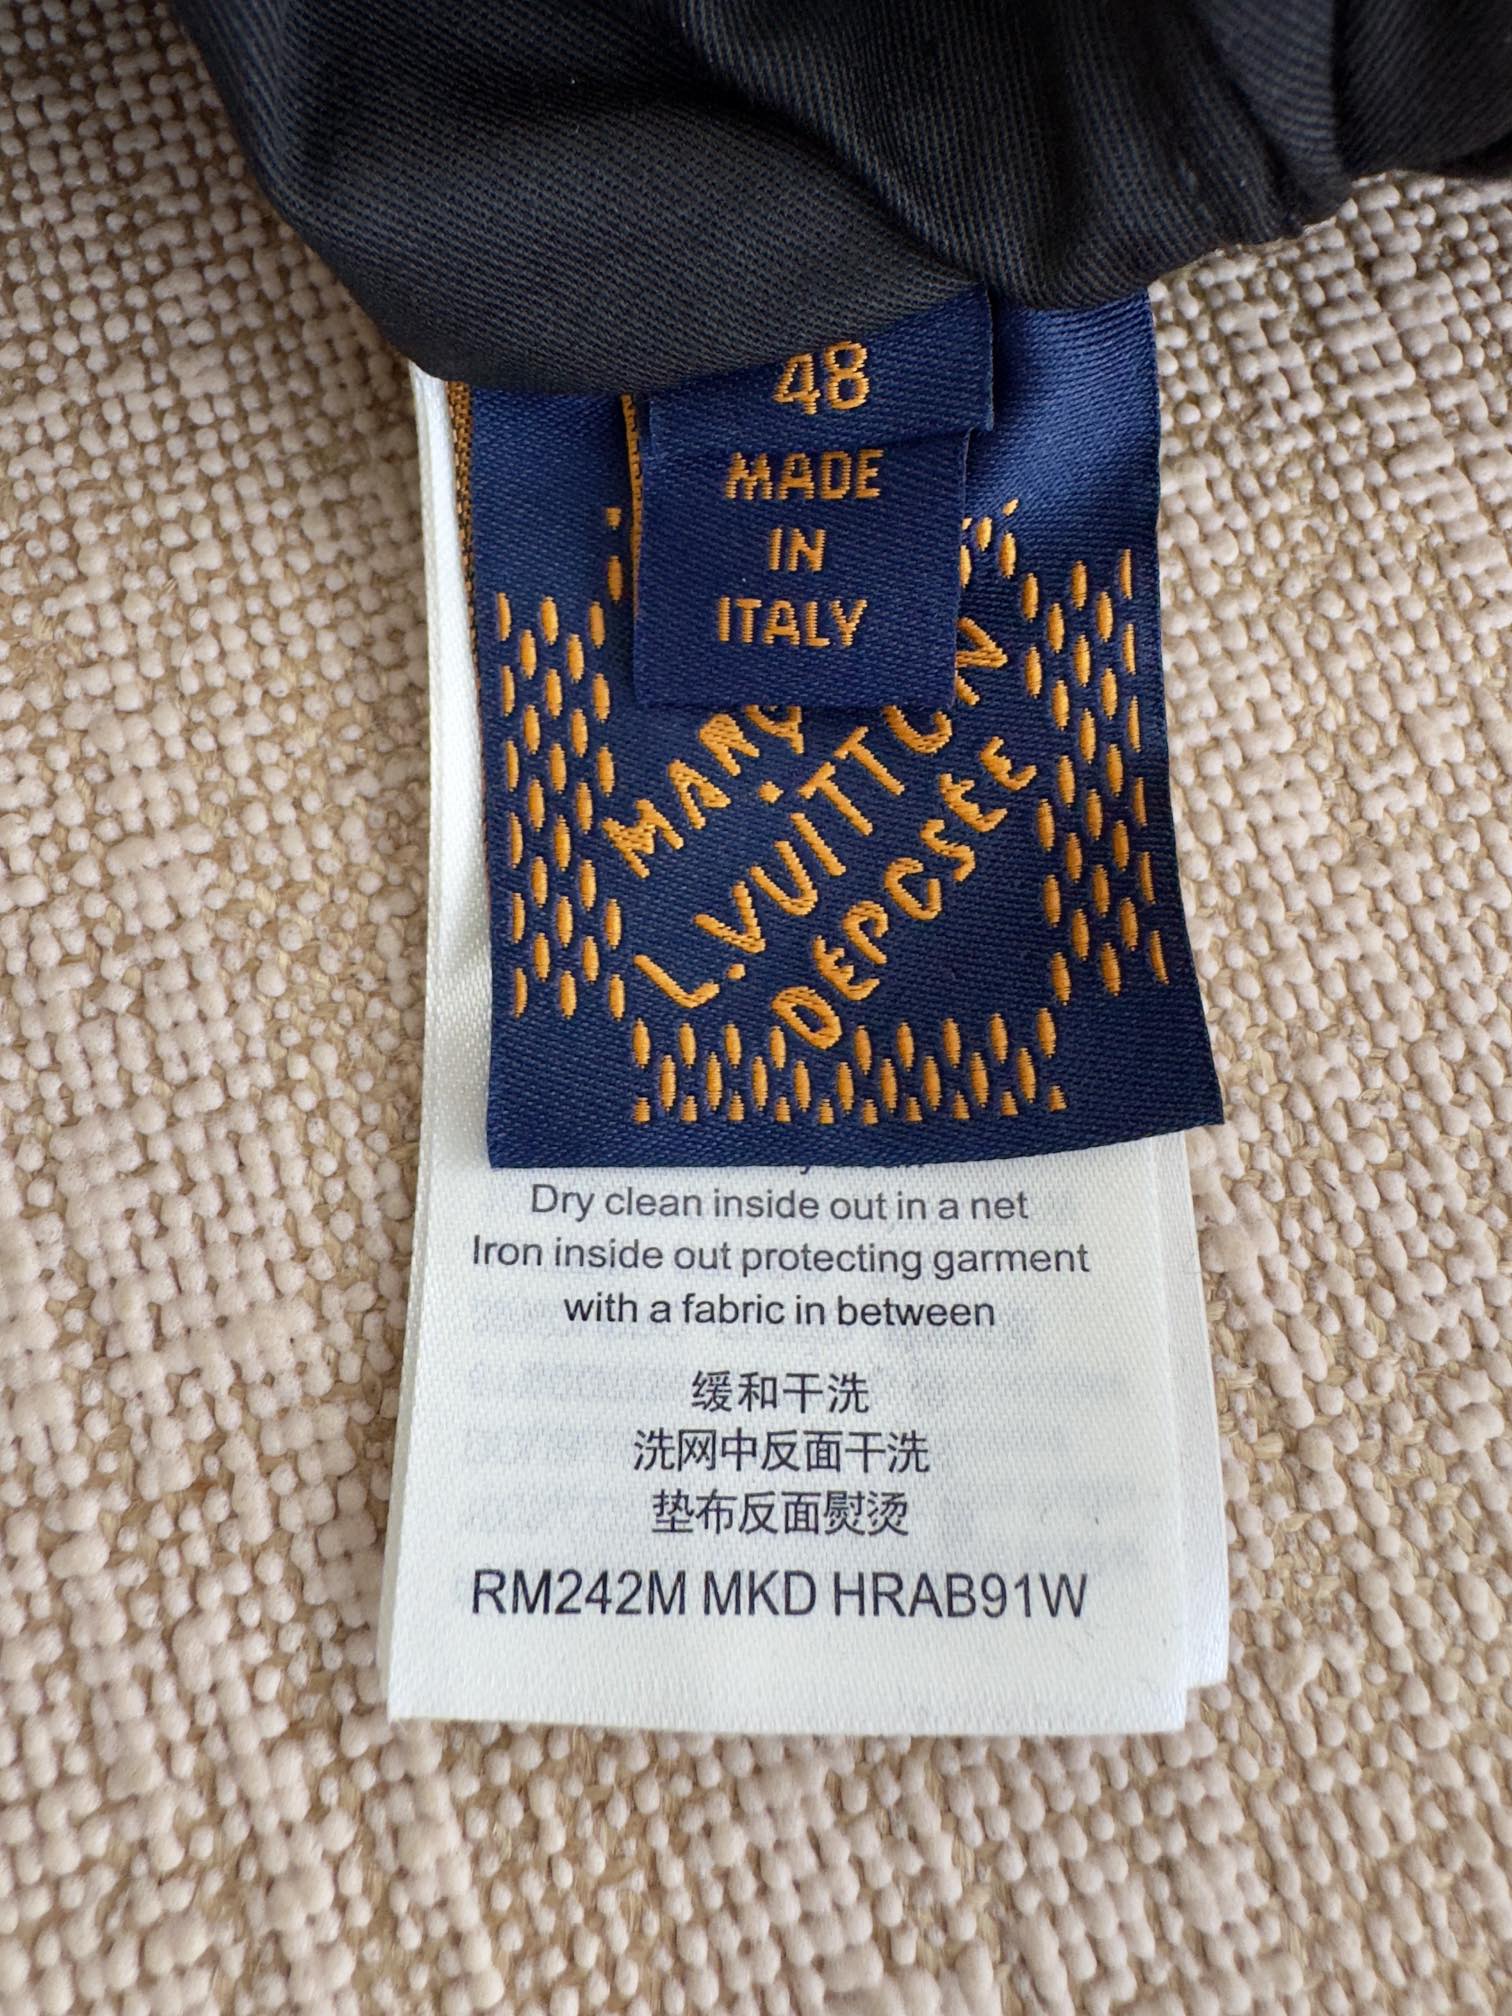 48
MADE
IN
ITALY
L.VUITTON
DEPOSEE
Dry clean inside out in a net
Iron inside out protecting garment
with a fabric in between
缓和干洗
洗网中反面干洗
垫布反面熨烫
RM242M MKD HRAB91W